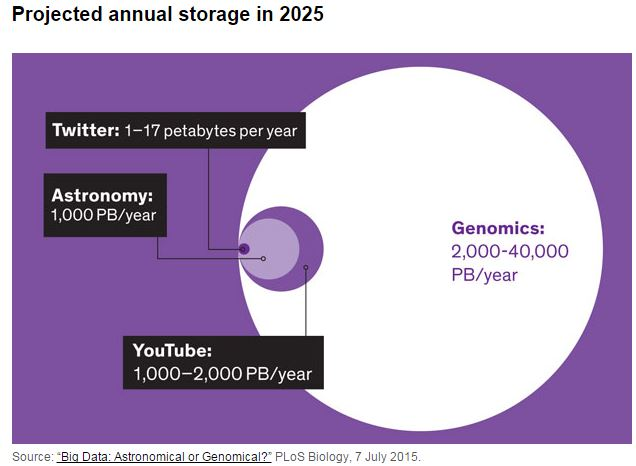 Projected annual storage in 2025
Twitter: 1–17 petabytes per year
Astronomy:
1,000 PB/year
Genomics:
2,000-40,000
PB/year
YouTube:
1,000–2,000 PB/year
Source: “Big Data: Astronomical or Genomical?” PLoS Biology, 7 July 2015.